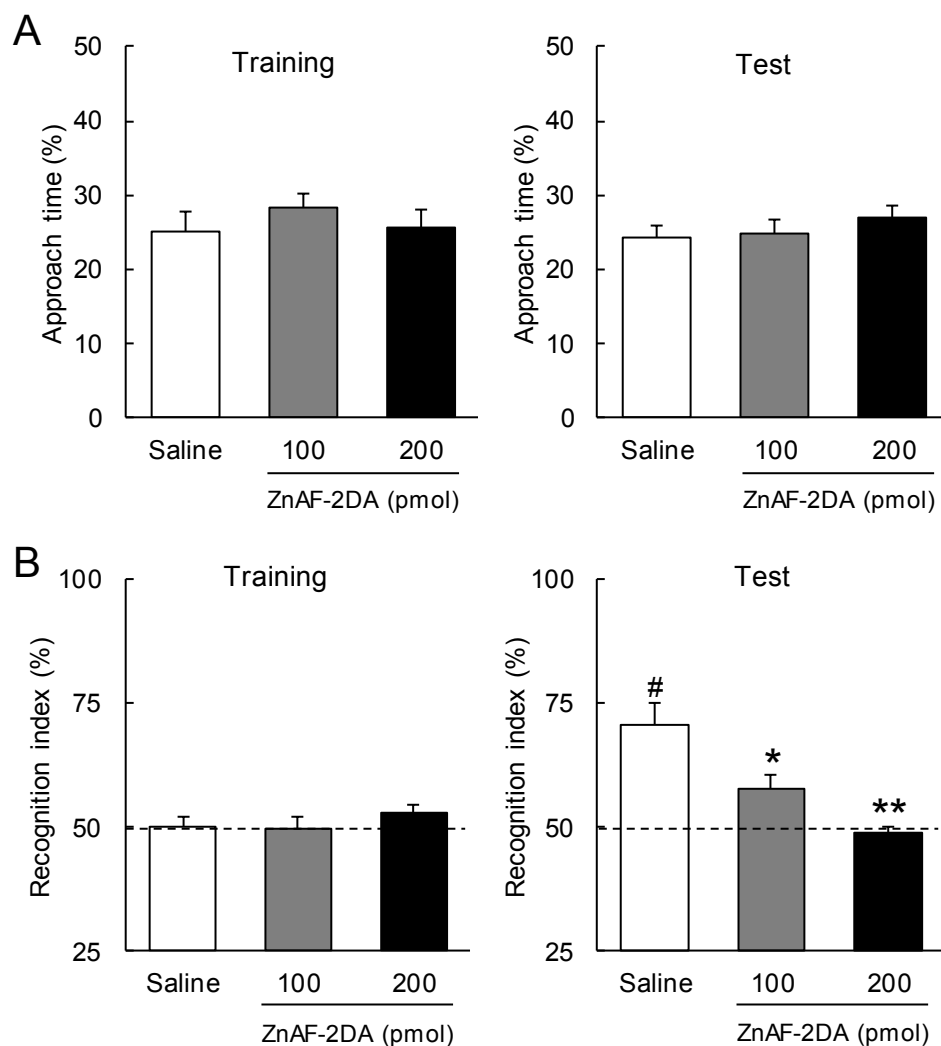 A
Training
Approach time (%)
50
40
30
20
10
0
Saline
100
200
ZnAF-2DA (pmol)
Test
Approach time (%)
50
40
30
20
10
0
Saline
100
200
ZnAF-2DA (pmol)
B
Training
Recognition index (%)
100
75
50
25
Saline
100
200
ZnAF-2DA (pmol)
Test
Recognition index (%)
100
75
50
25
#
*
**
Saline
100
200
ZnAF-2DA (pmol)